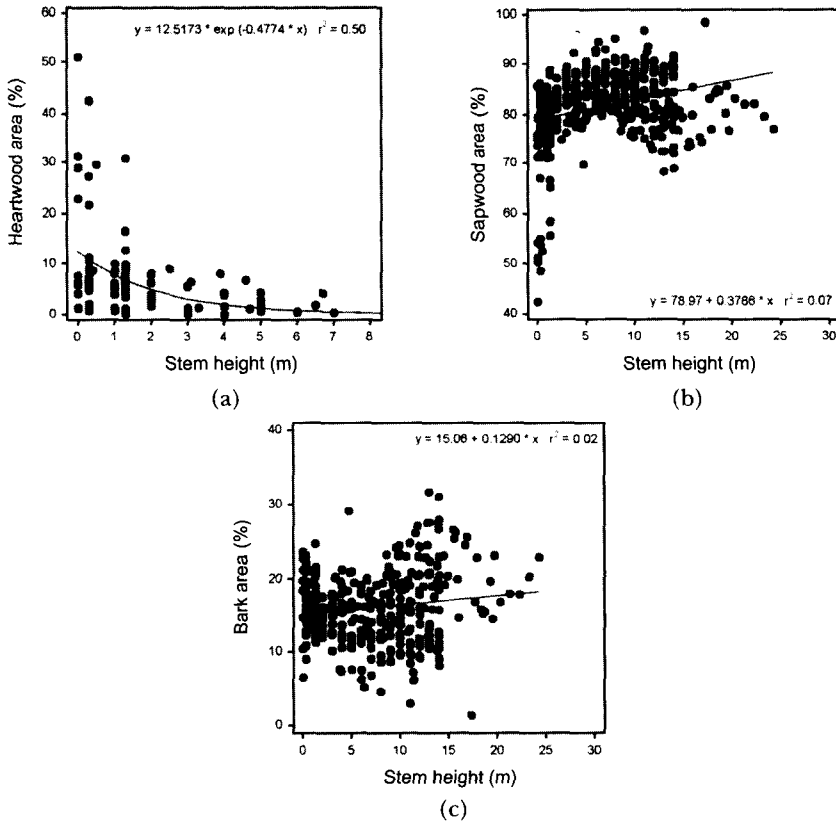 y = 12.5173 * exp (-0.4774 * x) r² = 0.50
Heartwood area (%)
60
50
40
30
20
10
0
0 1 2 3 4 5 6 7 8
Stem height (m)
(a)
Sapwood area (%)
100
90
80
70
80
50
40
y = 78.97 + 0.3766 * x r² = 0.07
0 5 10 15 20 25 30
Stem height (m)
(b)
y = 15.06 + 0.1290 * x r² = 0.02
Bark area (%)
40
30
20
10
0
0 5 10 15 20 25 30
Stem height (m)
(c)